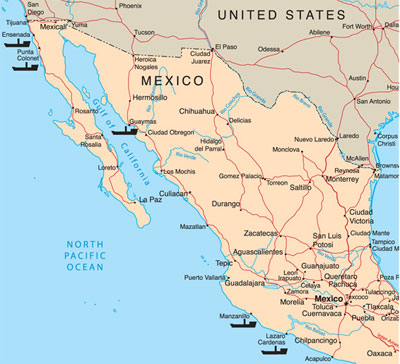 UNITED STATES
San
Diego
Phoenix
Abilene
Fort Worth
Dallas
Tijuana
Mexicali
Yuma
Tucson
Ciudad
Juarez
El Paso
Odessa
Ensenada
Punta
Colonet
Heroica
Nogales
Austin
MEXICO
San Antonio
Hermosillo
Chihuahua
Rosarito
Gulf of California
Guaymas
Delicias
Ciudad Obregon
Nuevo Laredo
Laredo
Corpus
Christi
Santa
Rosalia
Hidalgo
del Parral
Monclova
McAllen
Brownsv
Loreto
Los Mochis
Gomez Palacio
Torreon
Reynosa
Monterrey
Matamoro
Saltillo
La Paz
Culiacan
Durango
Ciudad
Victoria
Mazatlan
Zacatecas
San Luis
Potosi
Ciudad Mante
Tampico
Ciudad M
NORTH
PACIFIC
OCEAN
Aguascalientes
Tepic
Leon
Guanajuato
Puerto Vallarta
Irapuato
Queretaro
Pachuca
Guadalajara
Celaya
Zamora
Mexico
Texcoco
Morelia
Toluca
Tlaxcala
Manzanillo
Cuernavaca
Puebla
Oriza
Lazaro
Cardenas
Chilpancingo
Acapulco
Oaxaca